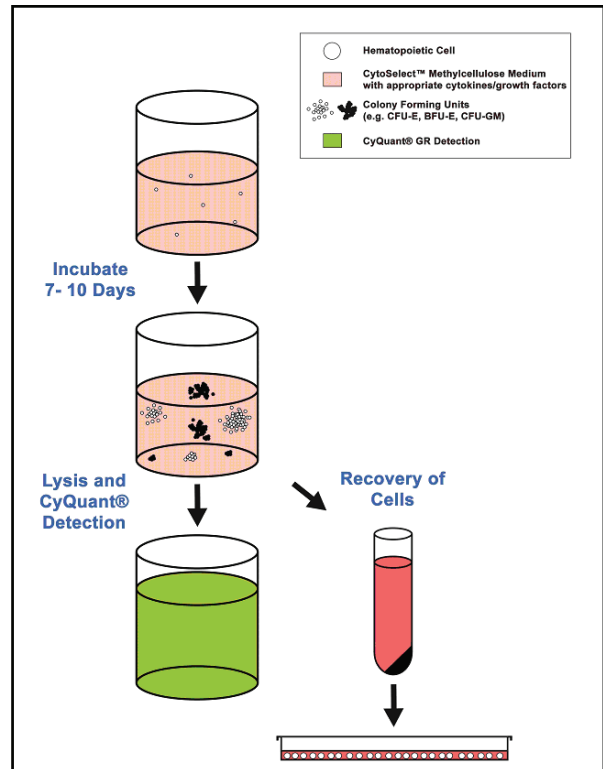 Hematopoietic Cell
CytoSelect™ Methylcellulose Medium
with appropriate cytokines/growth factors
Colony Forming Units
(e.g. CFU-E, BFU-E, CFU-GM)
CyQuant® GR Detection
Incubate
7- 10 Days
Lysis and
CyQuant®
Detection
Recovery of
Cells